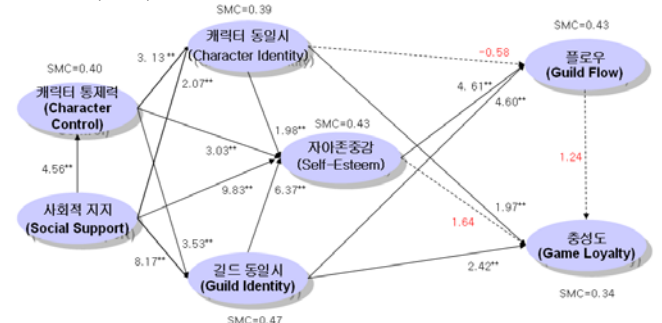 SMC=0.39
캐릭터 동일시
(Character Identity)
SMC=0.43
플로우
(Guild Flow)
-0.58
SMC=0.40
캐릭터 통제력
(Character
Control)
3.13**
2.07**
4.61**
4.60**
SMC=0.43
자아존중감
(Self-Esteem)
1.98**
3.03**
4.56**
9.83**
6.37**
1.24
사회적 지지
(Social Support)
1.97**
1.64
충성도
(Game Loyalty)
3.53**
8.17**
길드 동일시
(Guild Identity)
2.42**
SMC=0.34
SMC=0.47